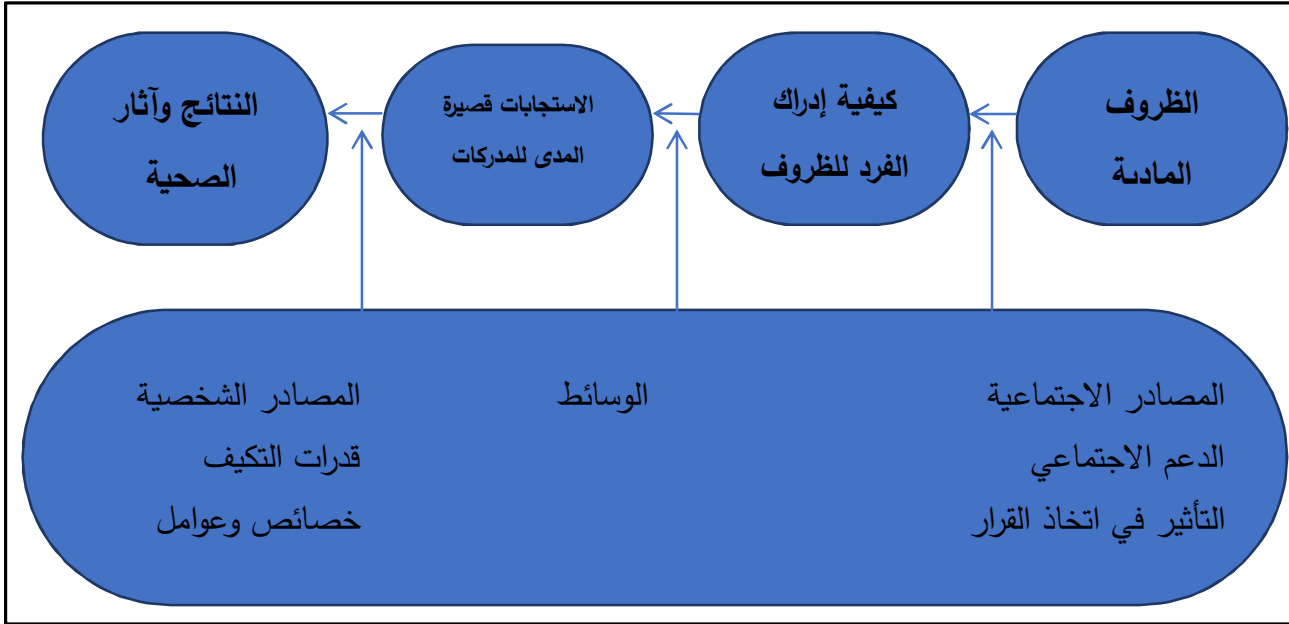 الظروف
المادىة
كيفية إدراك
الفرد للظروف
الاستجابات قصيرة
المدى للمدركات
النتائج وآثار
الصحية
المصادر الاجتماعية
الوسائط
المصادر الشخصية
الدعم الاجتماعي
قدرات التكيف
التأثير في اتخاذ القرار
خصائص وعوامل